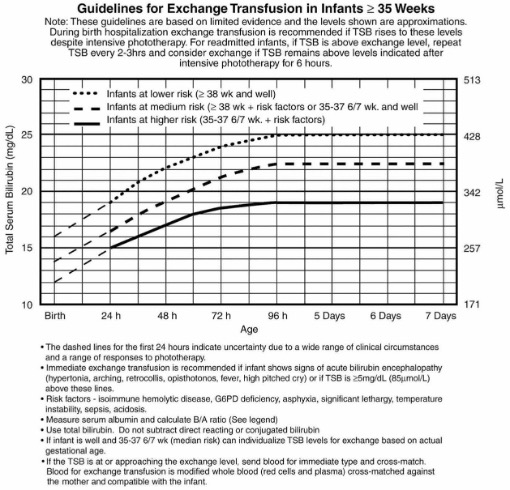 Guidelines for Exchange Transfusion in Infants ≥ 35 Weeks
Note: These guidelines are based on limited evidence and the levels shown are approximations.
During birth hospitalization exchange transfusion is recommended if TSB rises to these levels
despite intensive phototherapy. For readmitted infants, if TSB is above exchange level, repeat
TSB every 2-3hrs and consider exchange if TSB remains above levels indicated after
intensive phototherapy for 6 hours.
30
513
Infants at lower risk (≥ 38 wk and well)
Infants at medium risk (≥ 38 wk + risk factors or 35-37 6/7 wk. and well
Infants at higher risk (35-37 6/7 wk. + risk factors)
25
428
20
342
15
257
10
171
Total Serum Bilirubin (mg/dL)
µmol/L
Birth 24 h 48 h 72 h 96 h 5 Days 6 Days 7 Days
Age
• The dashed lines for the first 24 hours indicate uncertainty due to a wide range of clinical circumstances
and a range of responses to phototherapy.
• Immediate exchange transfusion is recommended if infant shows signs of acute bilirubin encephalopathy
(hypertonia, arching, retrocollis, opisthotonos, fever, high pitched cry) or if TSB is ≥5mg/dL (85µmol/L)
above these lines.
• Risk factors - isoimmune hemolytic disease, G6PD deficiency, asphyxia, significant lethargy, temperature
instability, sepsis, acidosis.
• Measure serum albumin and calculate B/A ratio (See legend)
• Use total bilirubin. Do not subtract direct reacting or conjugated bilirubin
• If infant is well and 35-37 6/7 wk (median risk) can individualize TSB levels for exchange based on actual
gestational age.
• If the TSB is at or approaching the exchange level, send blood for immediate type and cross-match.
Blood for exchange transfusion is modified whole blood (red cells and plasma) cross-matched against
the mother and compatible with the infant.